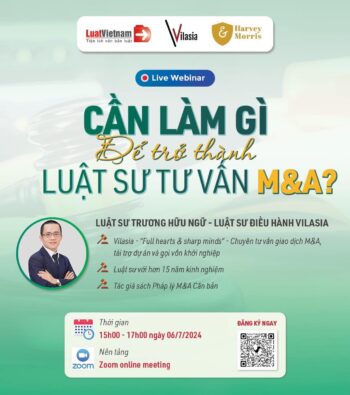 LuatVietnam
Tiện ích văn bản luật
Vilasia
&
Harvey
Morris
Live Webinar
CẦN LÀM GÌ
Để trở thành
LUẬT SƯ TƯ VẤN M&A?
LUẬT SƯ TRƯƠNG HỮU NGỮ - LUẬT SƯ ĐIỀU HÀNH VILASIA
Vilasia - "Full hearts & sharp minds" - Chuyên tư vấn giao dịch M&A,
tài trợ dự án và gọi vốn khởi nghiệp
Luật sư với hơn 15 năm kinh nghiệm
Tác giả sách Pháp lý M&A Căn bản
Thời gian
15h00 - 17h00 ngày 06/7/2024
Nền tảng
zoom
Zoom online meeting
ĐĂNG KÝ NGAY